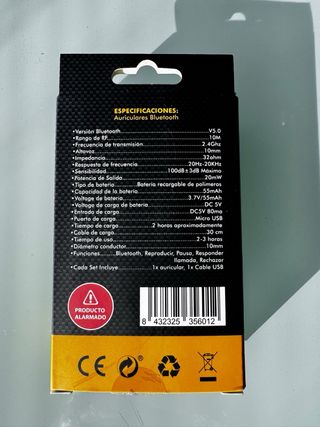 ESPECIFICACIONES:
Auriculares Bluetooth
•Versión Bluetooth.....................V5.0
•Rango de RF.....................10M
•Frecuencia de transmisión.....................2.4Ghz
•Altavoz.....................10mm
•Impedancia.....................32ohm
•Respuesta de frecuencia.....................20Hz-20KHz
•Sensibilidad.....................100dB±3dB Máximo
•Potencia de Salida.....................20mW
•Tipo de batería.....................Batería recargable de polímeros
•Capacidad de la batería.....................55mAh
•Voltage de batería.....................3.7V/55mAh
•Voltage de carga de batería.....................DC 5V
•Entrada de carga.....................DC5V 80ma
•Puerto de carga.....................Micro USB
•Tiempo de carga.....................2 horas aproximadamente
•Cable de carga.....................30 cm
•Tiempo de uso.....................2-3 horas
•Diámetro conductor.....................10mm
•Funciones.....................Bluetooth, Reproducir, Pausa, Responder
llamada, Rechazar
•Cada Set Incluye.....................1x auricular, 1x Cable USB
PRODUCTO
ALARMADO
8 432325 356012
CE